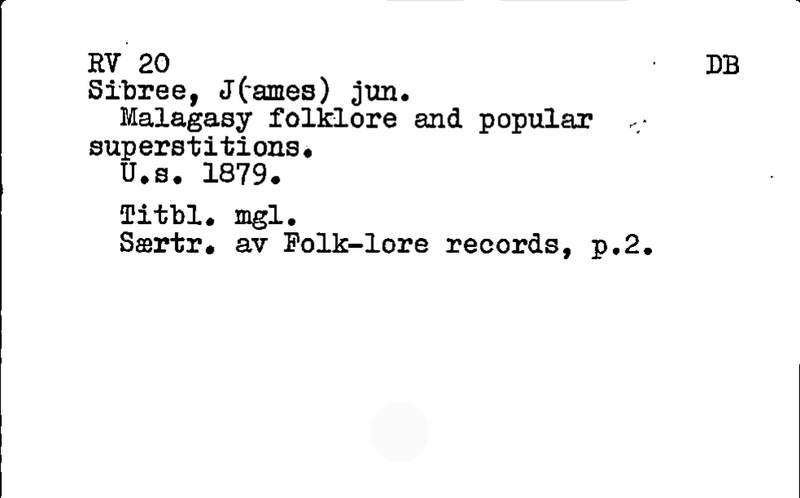 RV 20 DB
Sibree, J(ames) jun.
Malagasy folklore and popular
superstitions.
U.s. 1879.
Titbl. mgl.
Særtr. av Folk-lore records, p.2.